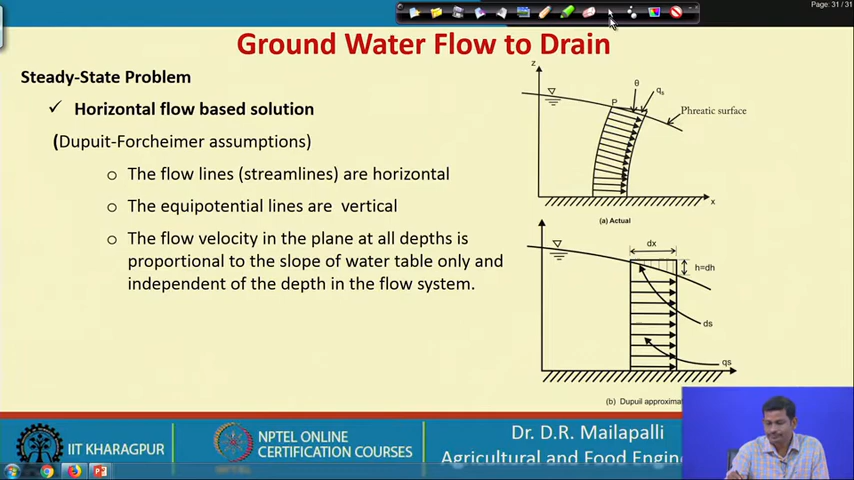 Page: 31 / 31
Ground Water Flow to Drain
Steady-State Problem
✓ Horizontal flow based solution
(Dupuit-Forcheimer assumptions)
o The flow lines (streamlines) are horizontal
o The equipotential lines are vertical
o The flow velocity in the plane at all depths is
proportional to the slope of water table only and
independent of the depth in the flow system.
z
θ
qs
P
Phreatic surface
x
(a) Actual
dx
h=dh
ds
qs
(b) Dupuil approximat
IIT KHARAGPUR
NPTEL ONLINE
CERTIFICATION COURSES
Dr. D.R. Mailapalli
Agricultural and Food Engine